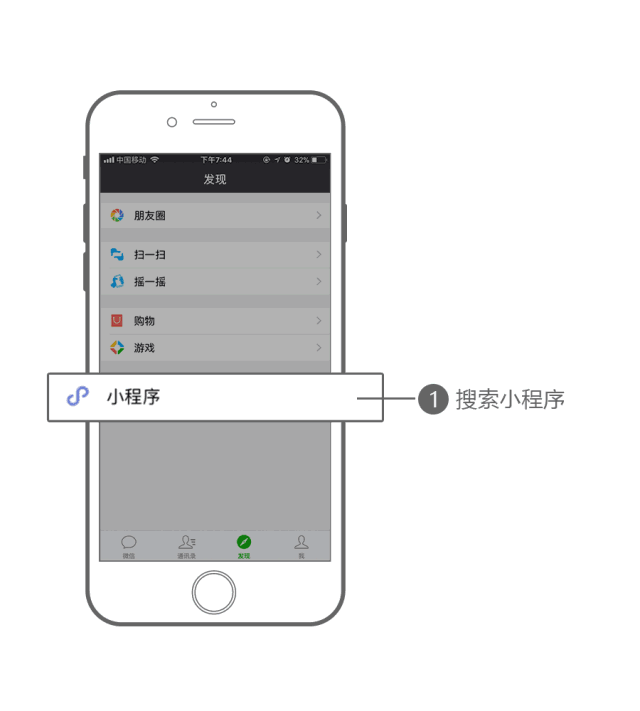 中国移动 下午7:44 32%
发现
朋友圈
扫一扫
摇一摇
购物
游戏
小程序
1 搜索小程序
微信 通讯录 发现 我